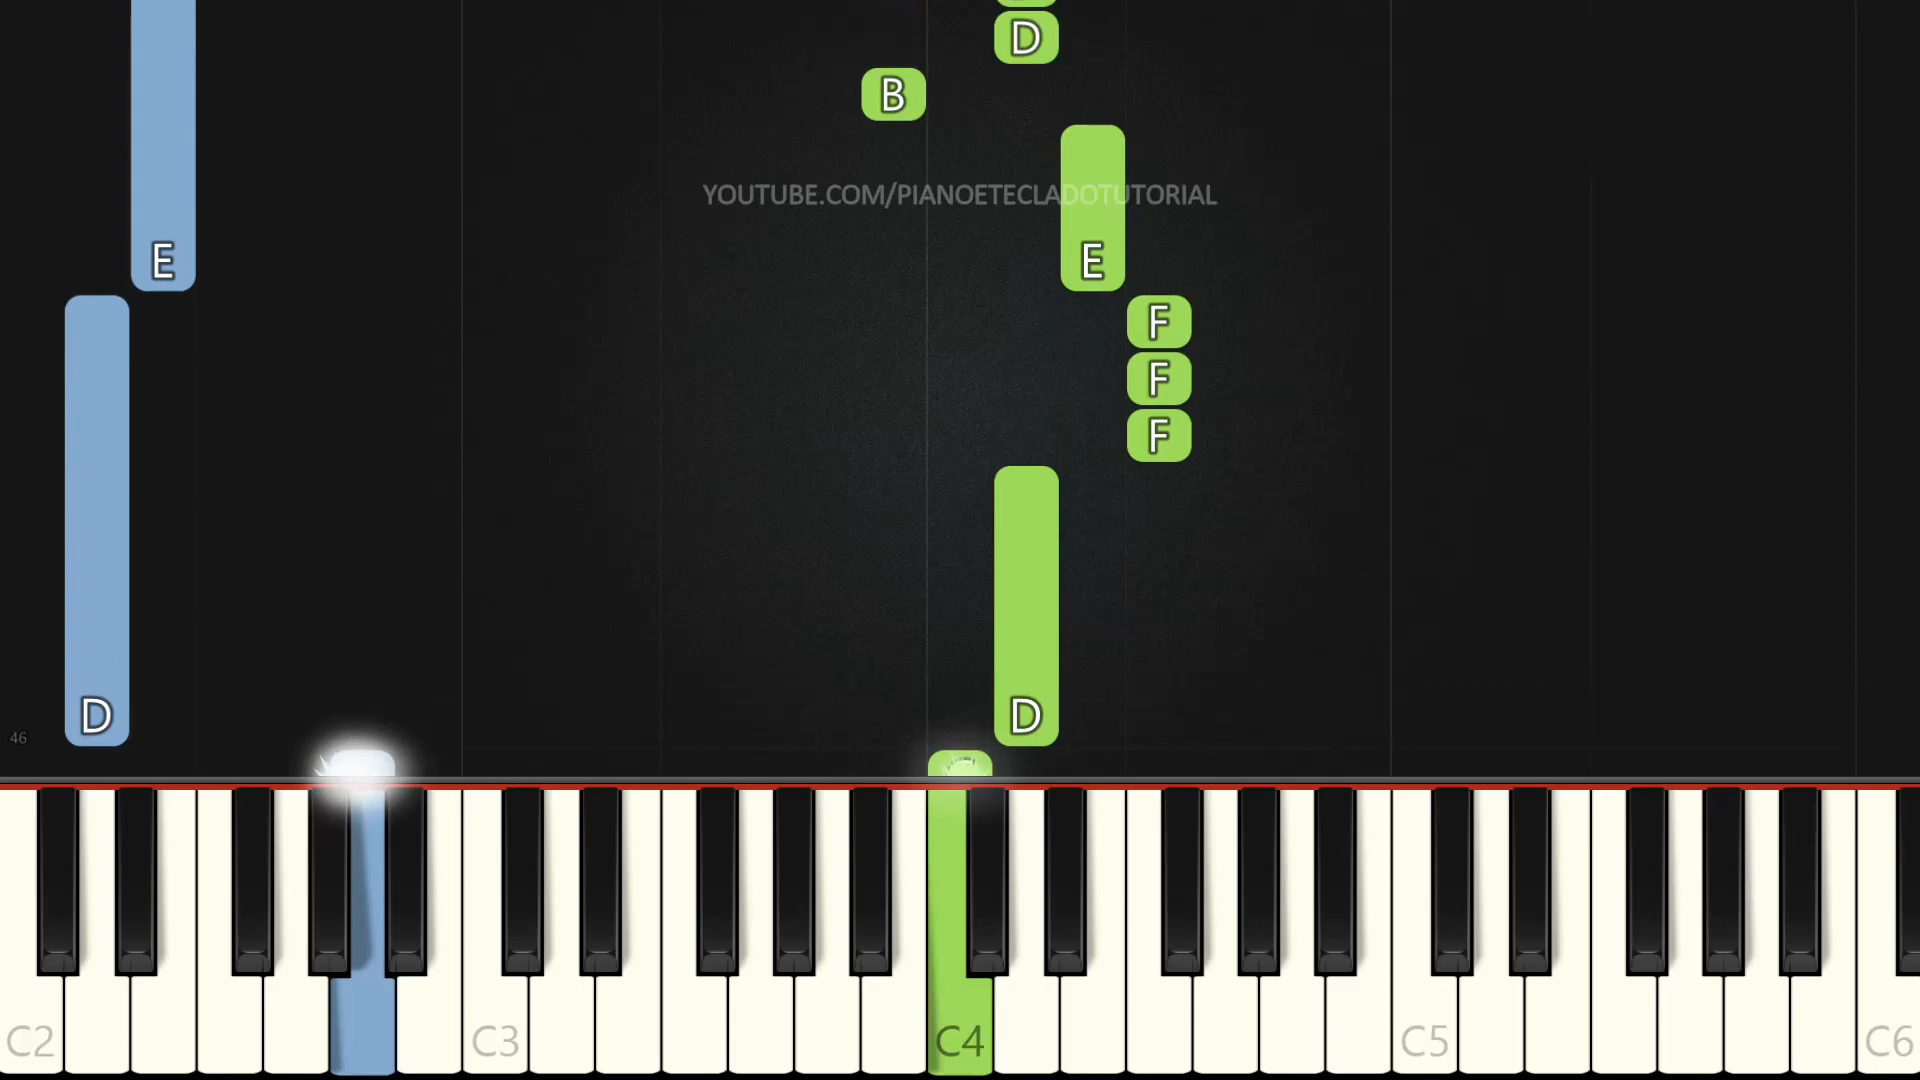 D
B
YOUTUBE.COM/PIANOETECLADOTUTORIAL
E
E
F
F
F
D
D
46
C2
C3
C4
C5
C6